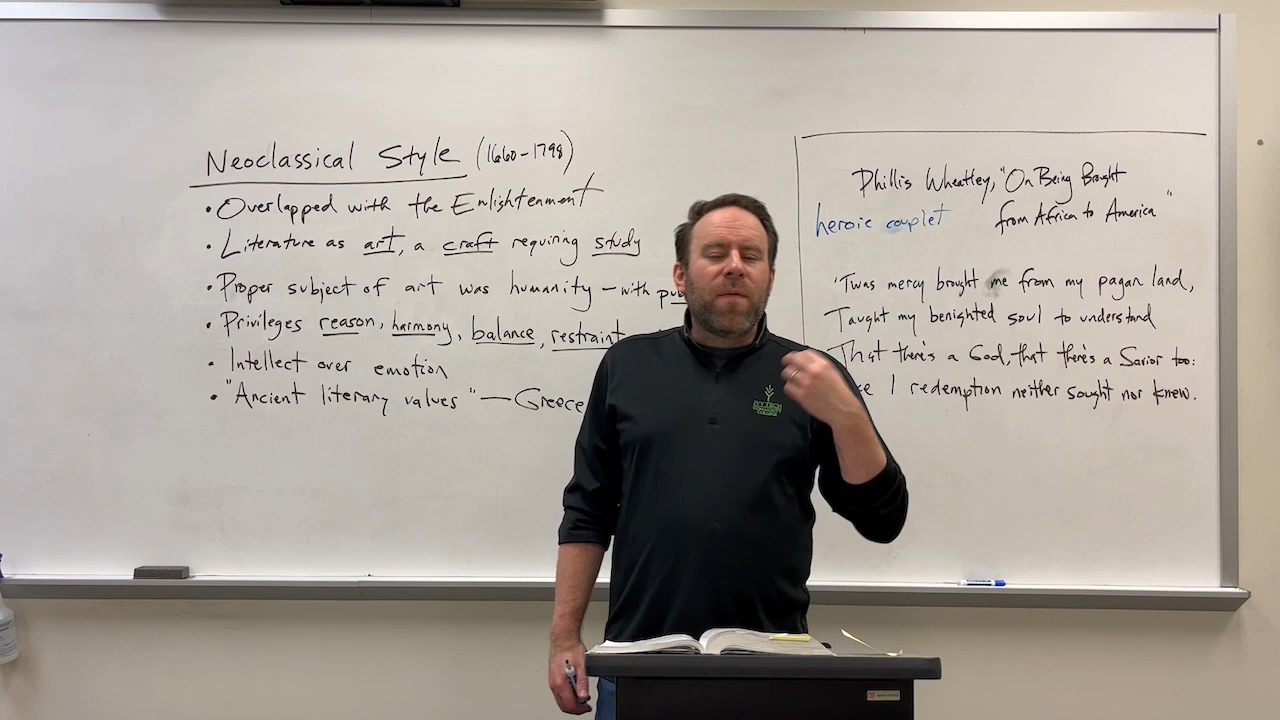 Neoclassical Style (1660-1798)
• Overlapped with the Enlightenment
• Literature as art, a craft requiring study
• Proper subject of art was humanity - with
• Privileges reason, harmony, balance, restraint
• Intellect over emotion
• "Ancient literary values" — Greece
Phillis Wheatley, "On Being Brought
from Africa to America"
heroic couplet
'Twas mercy brought me from my pagan land,
Taught my benighted soul to understand
That there's a God, that there's a Savior too:
I redemption neither sought nor knew.